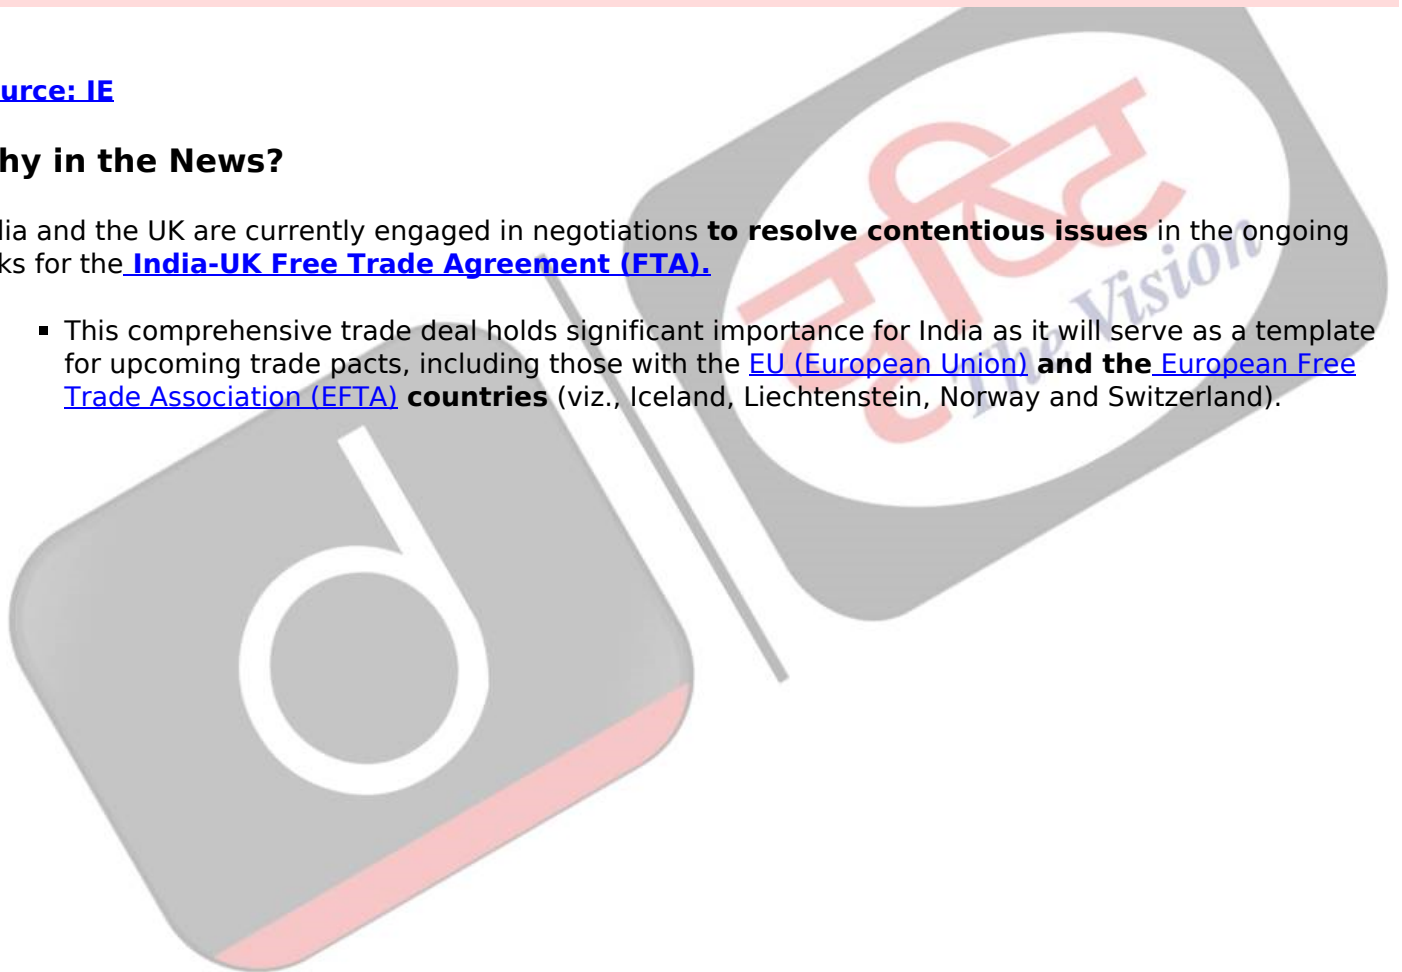 urce: IE
hy in the News?
dia and the UK are currently engaged in negotiations to resolve contentious issues in the ongoing
ks for the India-UK Free Trade Agreement (FTA).
▪ This comprehensive trade deal holds significant importance for India as it will serve as a template
for upcoming trade pacts, including those with the EU (European Union) and the European Free
Trade Association (EFTA) countries (viz., Iceland, Liechtenstein, Norway and Switzerland).
दृष्टि
The Vision
d